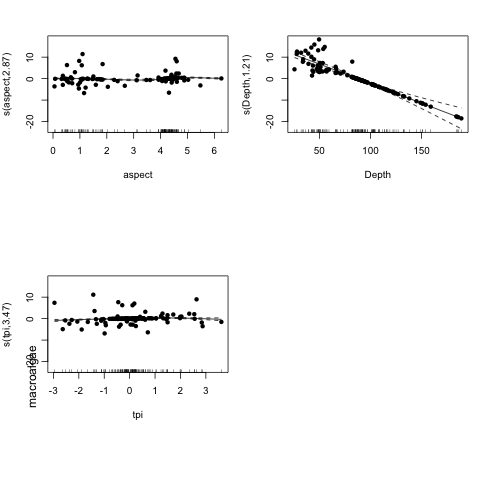 s(aspect,2.87)
10
0
-20
0 1 2 3 4 5 6
aspect
s(Depth,1.21)
10
0
-20
50 100 150
Depth
s(tpi,3.47)
10
0
-20
macroalgae
-3 -2 -1 0 1 2 3
tpi